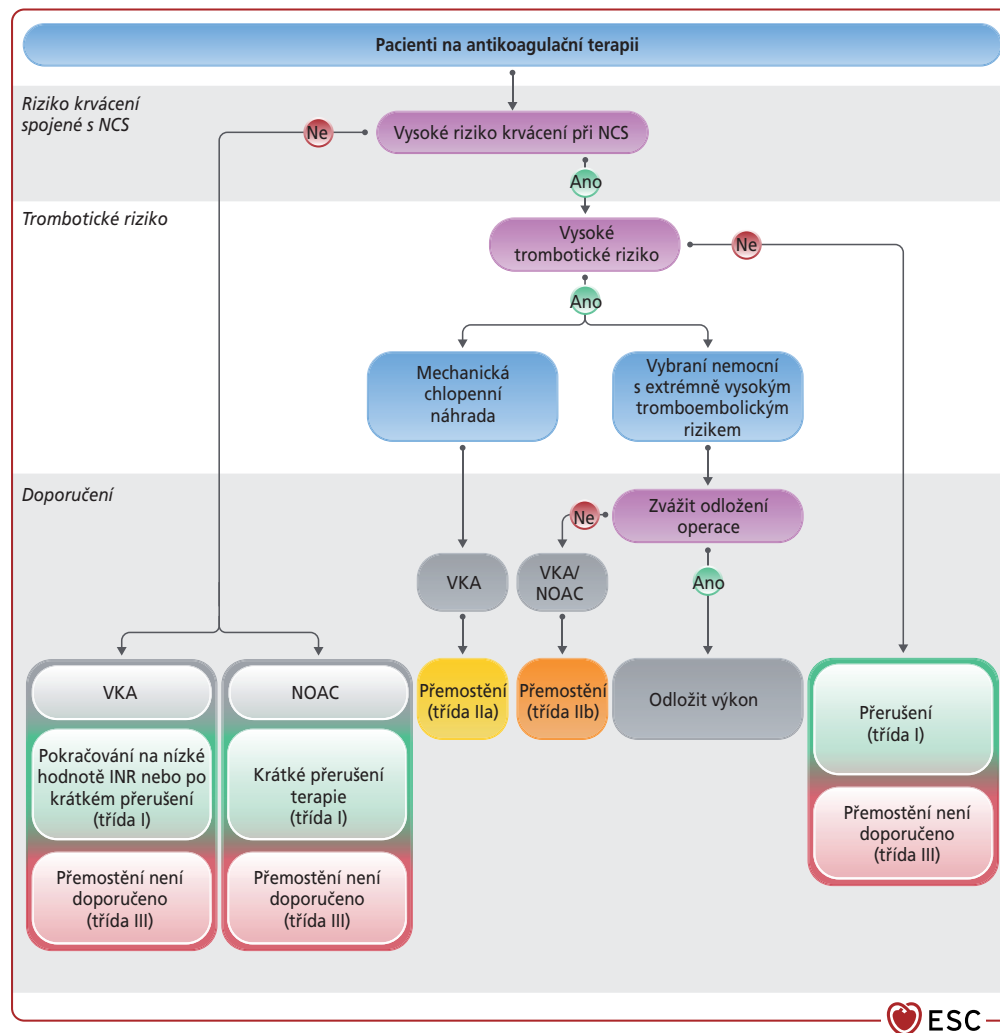 Pacienti na antikoagulační terapii
Riziko krvácení
spojené s NCS
Ne
Vysoké riziko krvácení při NCS
Ano
Trombotické riziko
Vysoké
trombotické riziko
Ne
Ano
Mechanická
chlopenní
náhrada
Vybraní nemocní
s extrémně vysokým
tromboembolickým
rizikem
Doporučení
Zvážit odložení
operace
Ne
Ano
VKA
VKA/
NOAC
VKA
Pokračování na nízké
hodnotě INR nebo po
krátkém přerušení
(třída I)
Přemostění není
doporučeno
(třída III)
NOAC
Krátké přerušení
terapie
(třída I)
Přemostění není
doporučeno
(třída III)
Přemostění
(třída IIa)
Přemostění
(třída IIb)
Odložit výkon
Přerušení
(třída I)
Přemostění není
doporučeno
(třída III)
ESC